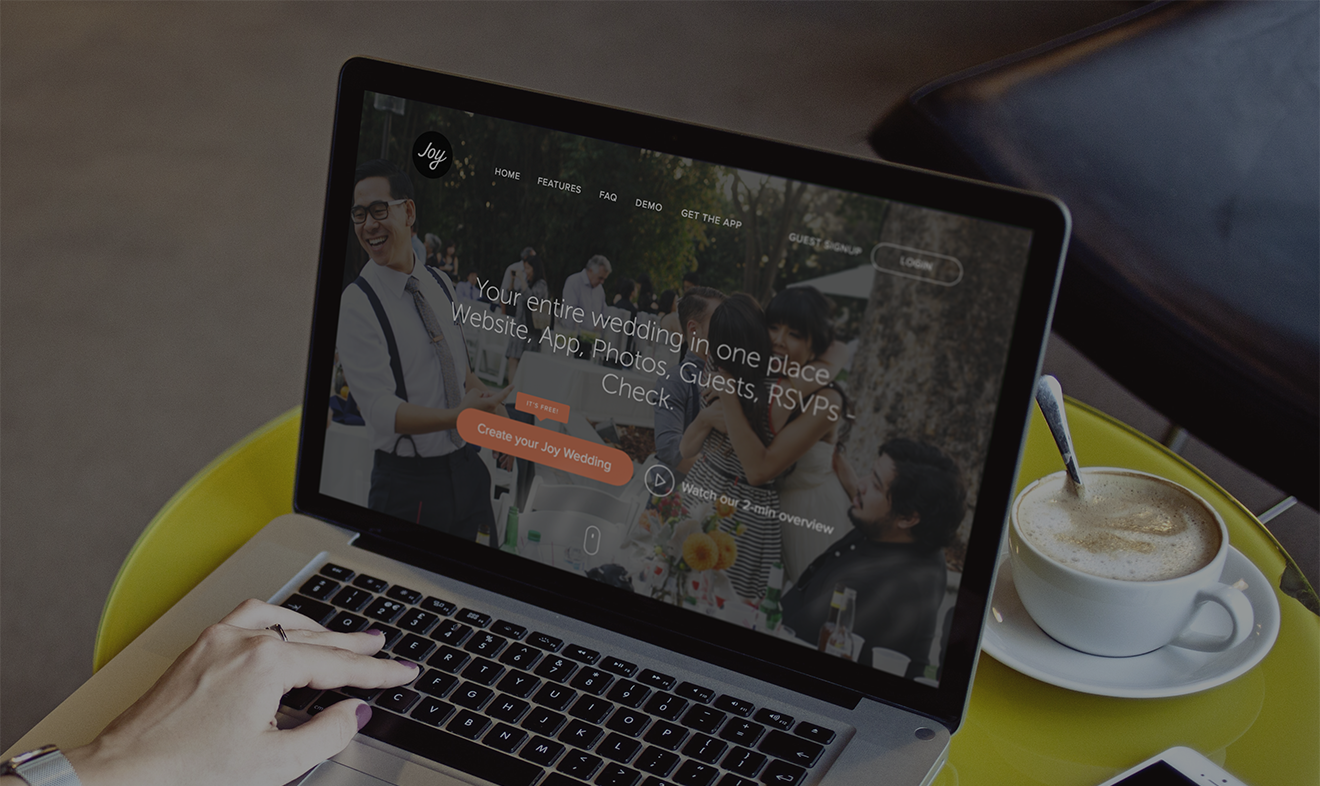 Joy
HOME FEATURES FAQ DEMO GET THE APP
GUEST SIGNUP LOGIN
Your entire wedding in one place
Website, App, Photos, Guests, RSVPs -
Check.
IT'S FREE!
Create your Joy Wedding
Watch our 2-min overview
Q
E R T Y U I O P
F G H J K L
C V B N M